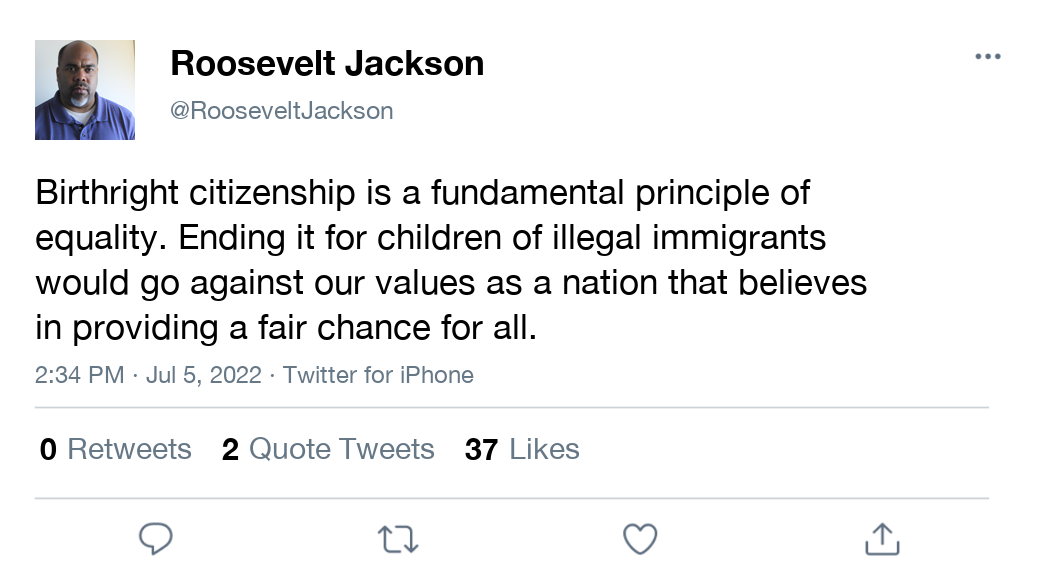 Roosevelt Jackson
@RooseveltJackson
Birthright citizenship is a fundamental principle of
equality. Ending it for children of illegal immigrants
would go against our values as a nation that believes
in providing a fair chance for all.
2:34 PM · Jul 5, 2022 · Twitter for iPhone
0 Retweets 2 Quote Tweets 37 Likes